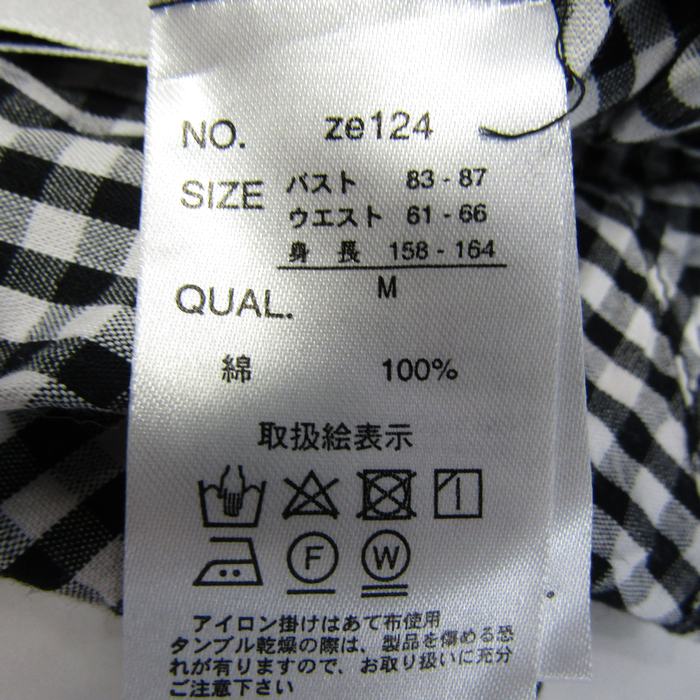 NO. ze124
SIZE バスト 83 - 87
ウエスト 61 - 66
身長 158 - 164
M
QUAL.
綿 100%
取扱絵表示
F W
アイロン掛けはあて布使用
タンブル乾燥の際は、製品を傷める恐
れが有りますので、お取り扱いに充分
ご注意下さい